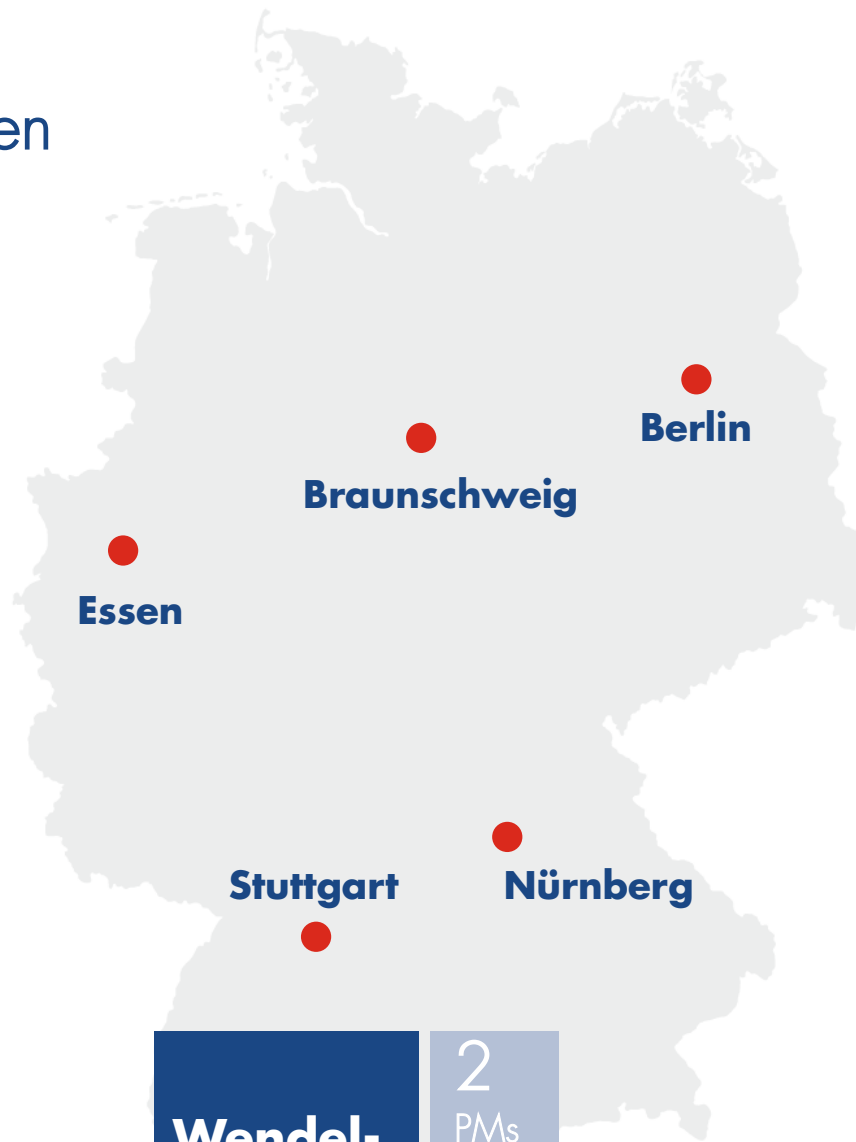 en
Berlin
Braunschweig
Essen
Stuttgart
Nürnberg
2
PMs
Wendel-